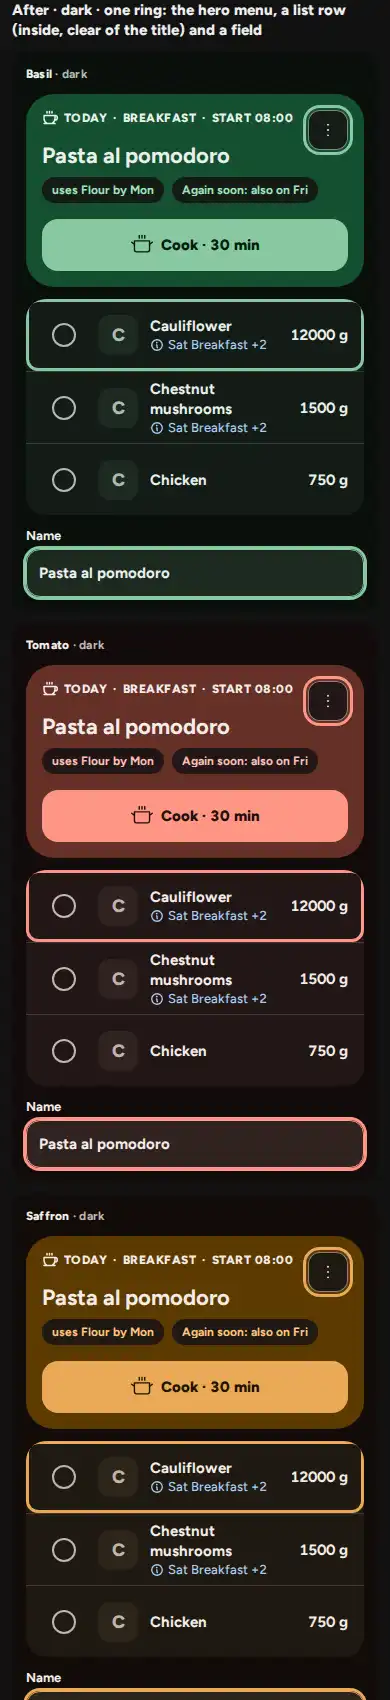 After · dark · one ring: the hero menu, a list row
(inside, clear of the title) and a field
Basil · dark
TODAY · BREAKFAST · START 08:00
Pasta al pomodoro
uses Flour by Mon
Again soon: also on Fri
Cook · 30 min
C
Cauliflower
Sat Breakfast +2
12000 g
C
Chestnut
mushrooms
Sat Breakfast +2
1500 g
C
Chicken
750 g
Name
Pasta al pomodoro
Tomato · dark
TODAY · BREAKFAST · START 08:00
Pasta al pomodoro
uses Flour by Mon
Again soon: also on Fri
Cook · 30 min
C
Cauliflower
Sat Breakfast +2
12000 g
C
Chestnut
mushrooms
Sat Breakfast +2
1500 g
C
Chicken
750 g
Name
Pasta al pomodoro
Saffron · dark
TODAY · BREAKFAST · START 08:00
Pasta al pomodoro
uses Flour by Mon
Again soon: also on Fri
Cook · 30 min
C
Cauliflower
Sat Breakfast +2
12000 g
C
Chestnut
mushrooms
Sat Breakfast +2
1500 g
C
Chicken
750 g
Name